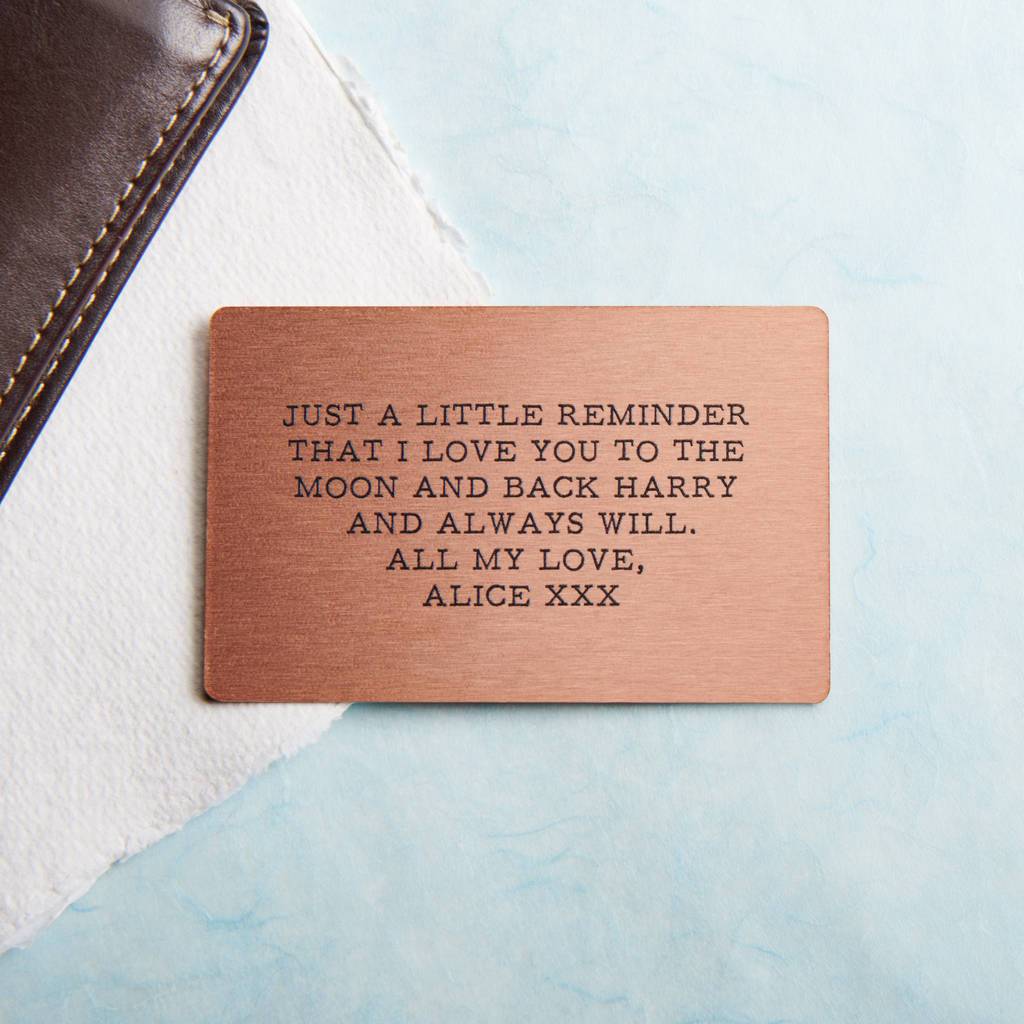 JUST A LITTLE REMINDER
THAT I LOVE YOU TO THE
MOON AND BACK HARRY
AND ALWAYS WILL.
ALL MY LOVE,
ALICE XXX